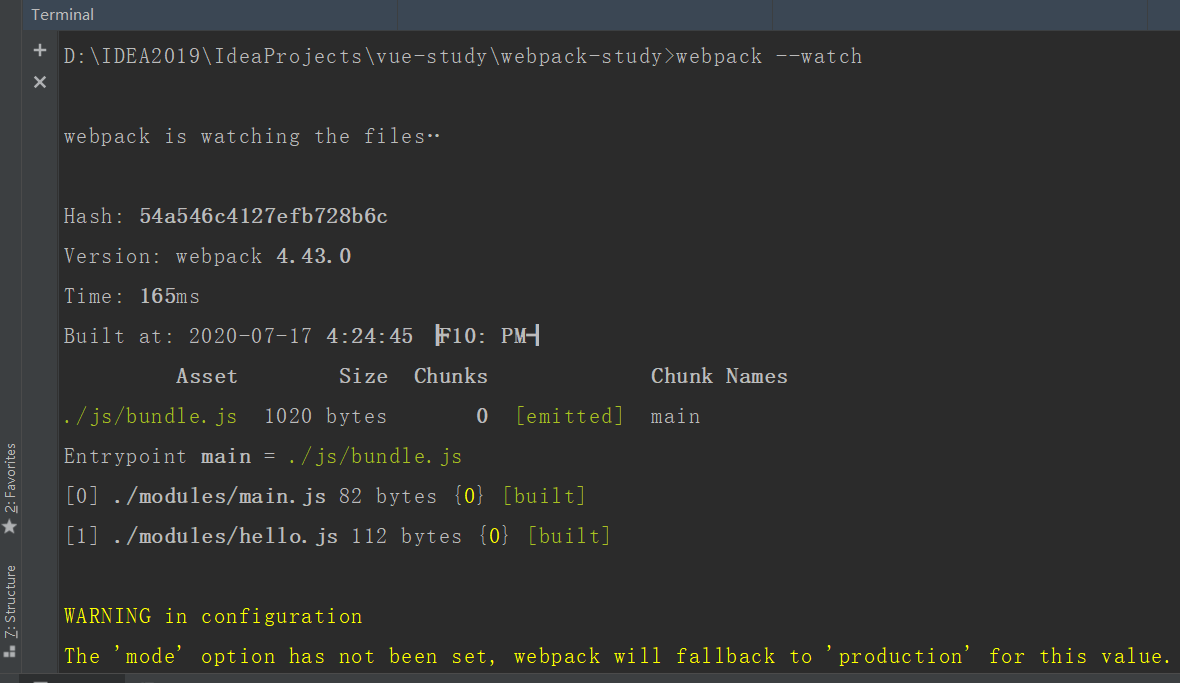 Terminal
D:\IDEA2019\IdeaProjects\vue-study\webpack-study>webpack --watch
webpack is watching the files…
Hash: 54a546c4127efb728b6c
Version: webpack 4.43.0
Time: 165ms
Built at: 2020-07-17 4:24:45 ├F10: PM┤
Asset Size Chunks Chunk Names
./js/bundle.js 1020 bytes 0 [emitted] main
Entrypoint main = ./js/bundle.js
[0] ./modules/main.js 82 bytes {0} [built]
[1] ./modules/hello.js 112 bytes {0} [built]
WARNING in configuration
The 'mode' option has not been set, webpack will fallback to 'production' for this value.
2: Favorites
7: Structure